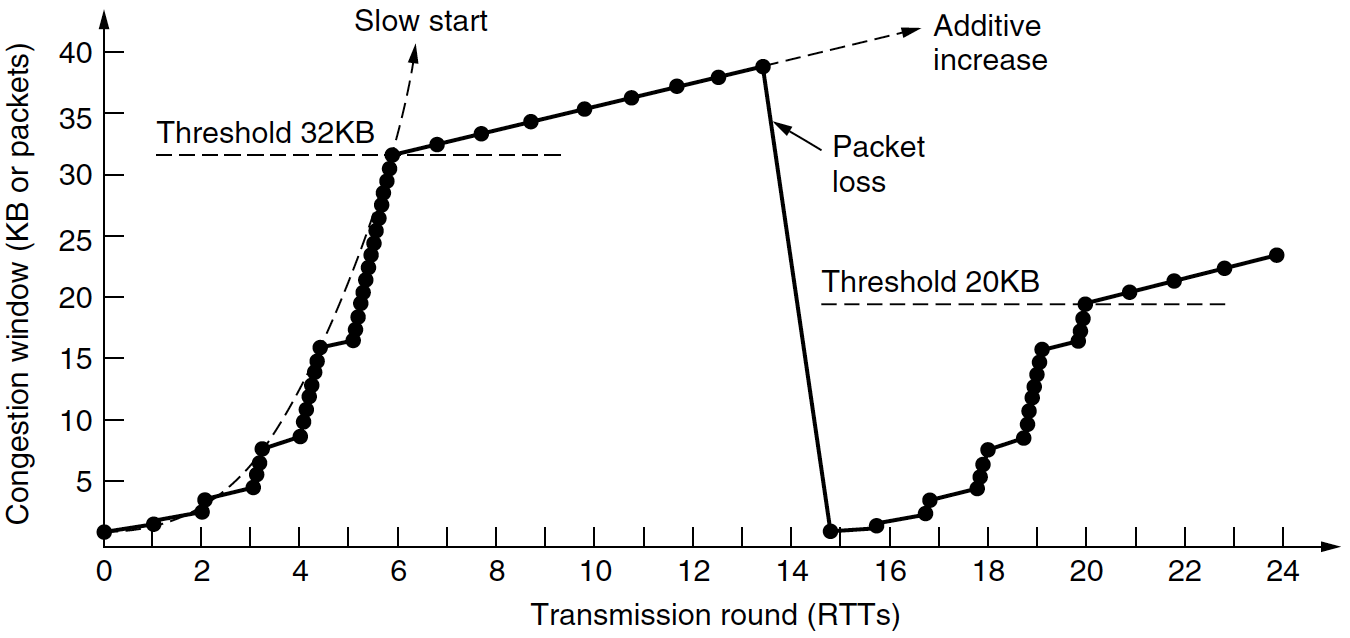 Slow start
Additive
increase
40
35
Threshold 32KB
Packet
loss
30
25
Threshold 20KB
20
15
10
5
Congestion window (KB or packets)
0 2 4 6 8 10 12 14 16 18 20 22 24
Transmission round (RTTs)